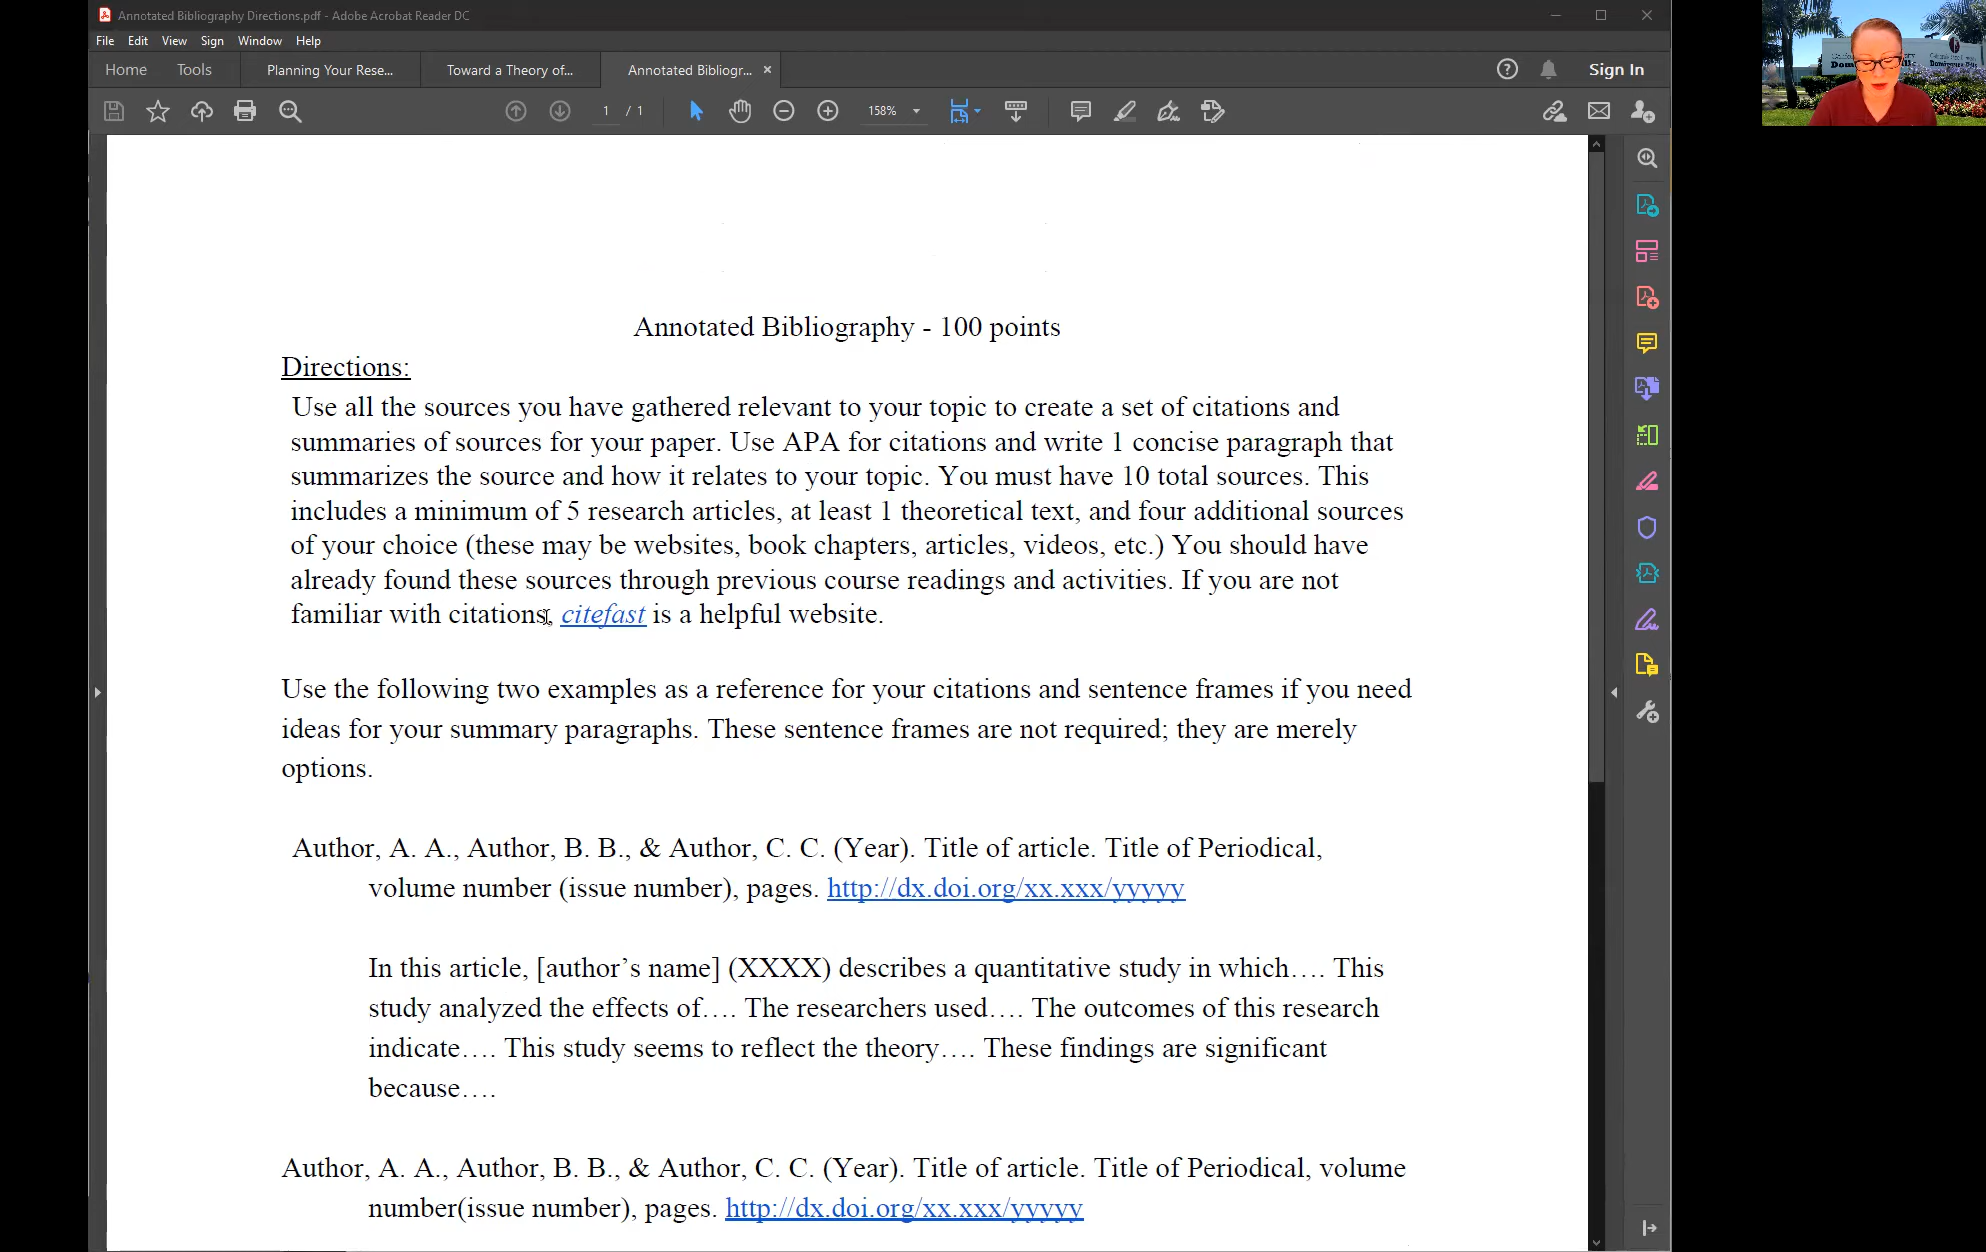 Annotated Bibliography Directions.pdf - Adobe Acrobat Reader DC
File Edit View Sign Window Help
Home Tools Planning Your Rese... Toward a Theory of... Annotated Bibliogr... × Sign In
1 / 1 158%
Annotated Bibliography - 100 points
Directions:
Use all the sources you have gathered relevant to your topic to create a set of citations and
summaries of sources for your paper. Use APA for citations and write 1 concise paragraph that
summarizes the source and how it relates to your topic. You must have 10 total sources. This
includes a minimum of 5 research articles, at least 1 theoretical text, and four additional sources
of your choice (these may be websites, book chapters, articles, videos, etc.) You should have
already found these sources through previous course readings and activities. If you are not
familiar with citations, citefast is a helpful website.
Use the following two examples as a reference for your citations and sentence frames if you need
ideas for your summary paragraphs. These sentence frames are not required; they are merely
options.
Author, A. A., Author, B. B., & Author, C. C. (Year). Title of article. Title of Periodical,
volume number (issue number), pages. http://dx.doi.org/xx.xxx/yyyyy
In this article, [author’s name] (XXXX) describes a quantitative study in which…. This
study analyzed the effects of…. The researchers used…. The outcomes of this research
indicate…. This study seems to reflect the theory…. These findings are significant
because….
Author, A. A., Author, B. B., & Author, C. C. (Year). Title of article. Title of Periodical, volume
number(issue number), pages. http://dx.doi.org/xx.xxx/yyyyy